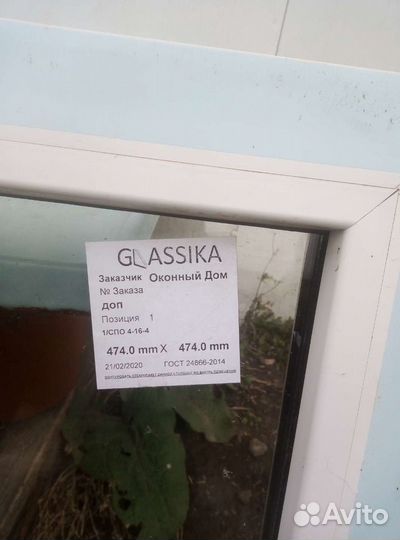 GLASSIKA
Заказчик Оконный Дом
№ Заказа
доп
Позиция 1
1/СПО 4-16-4
474.0 mm X 474.0 mm
21/02/2020 ГОСТ 24866-2014
Avito